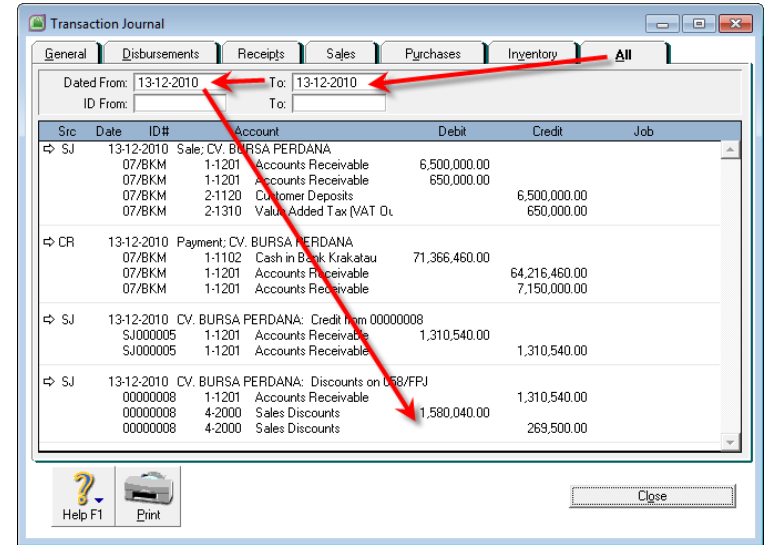 Transaction Journal
General Disbursements Receipts Sales Purchases Inventory All
Dated From: 13-12-2010 To: 13-12-2010
ID From: To:
Src Date ID# Account Debit Credit Job
SJ 13-12-2010 Sale; CV. BURSA PERDANA
07/BKM 1-1201 Accounts Receivable 6,500,000.00
07/BKM 1-1201 Accounts Receivable 650,000.00
07/BKM 2-1120 Customer Deposits 6,500,000.00
07/BKM 2-1310 Value Added Tax (VAT Ou 650,000.00
CR 13-12-2010 Payment; CV. BURSA PERDANA
07/BKM 1-1102 Cash in Bank Krakatau 71,366,460.00
07/BKM 1-1201 Accounts Receivable 64,216,460.00
07/BKM 1-1201 Accounts Receivable 7,150,000.00
SJ 13-12-2010 CV. BURSA PERDANA: Credit from 00000008
SJ000005 1-1201 Accounts Receivable 1,310,540.00
SJ000005 1-1201 Accounts Receivable 1,310,540.00
SJ 13-12-2010 CV. BURSA PERDANA: Discounts on 058/FPJ
00000008 1-1201 Accounts Receivable 1,310,540.00
00000008 4-2000 Sales Discounts 1,580,040.00
00000008 4-2000 Sales Discounts 269,500.00
Help F1 Print Close